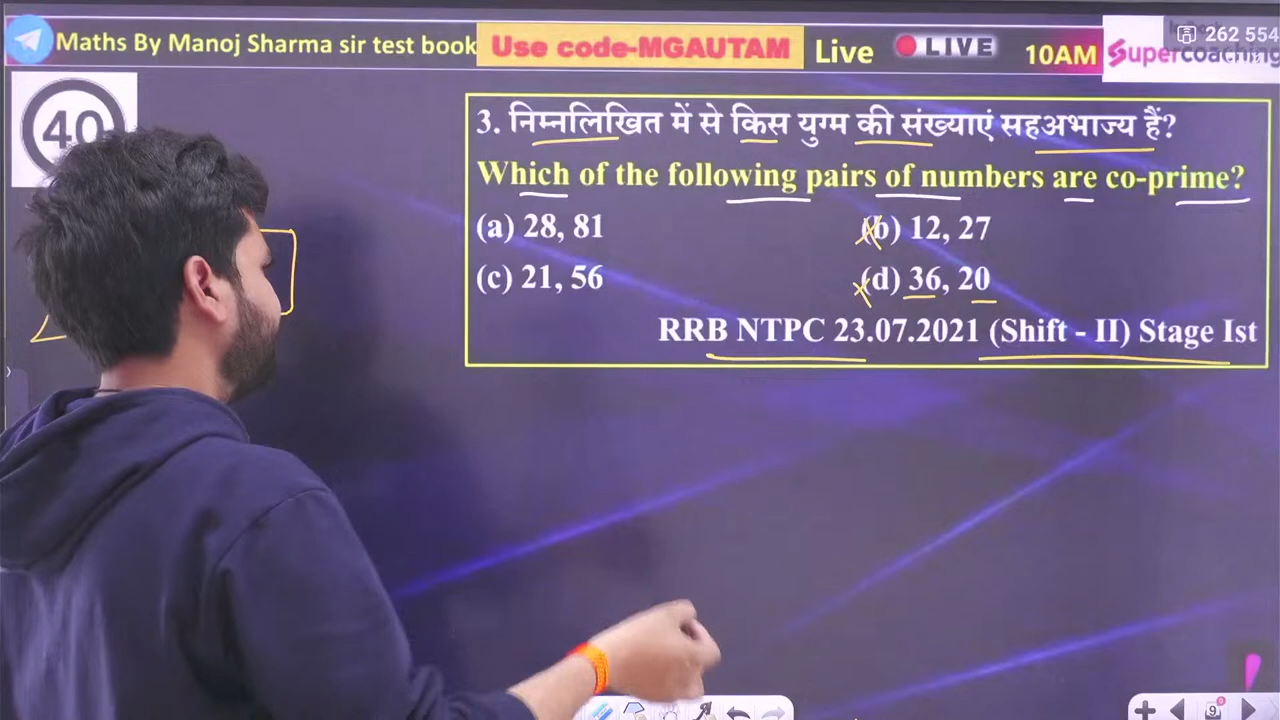 Maths By Manoj Sharma sir test book
Use code-MGAUTAM
Live
LIVE
10AM
Supercoaching
262 554
40
3. निम्नलिखित में से किस युग्म की संख्याएं सहअभाज्य हैं?
Which of the following pairs of numbers are co-prime?
(a) 28, 81 (b) 12, 27
(c) 21, 56 (d) 36, 20
RRB NTPC 23.07.2021 (Shift - II) Stage Ist
9